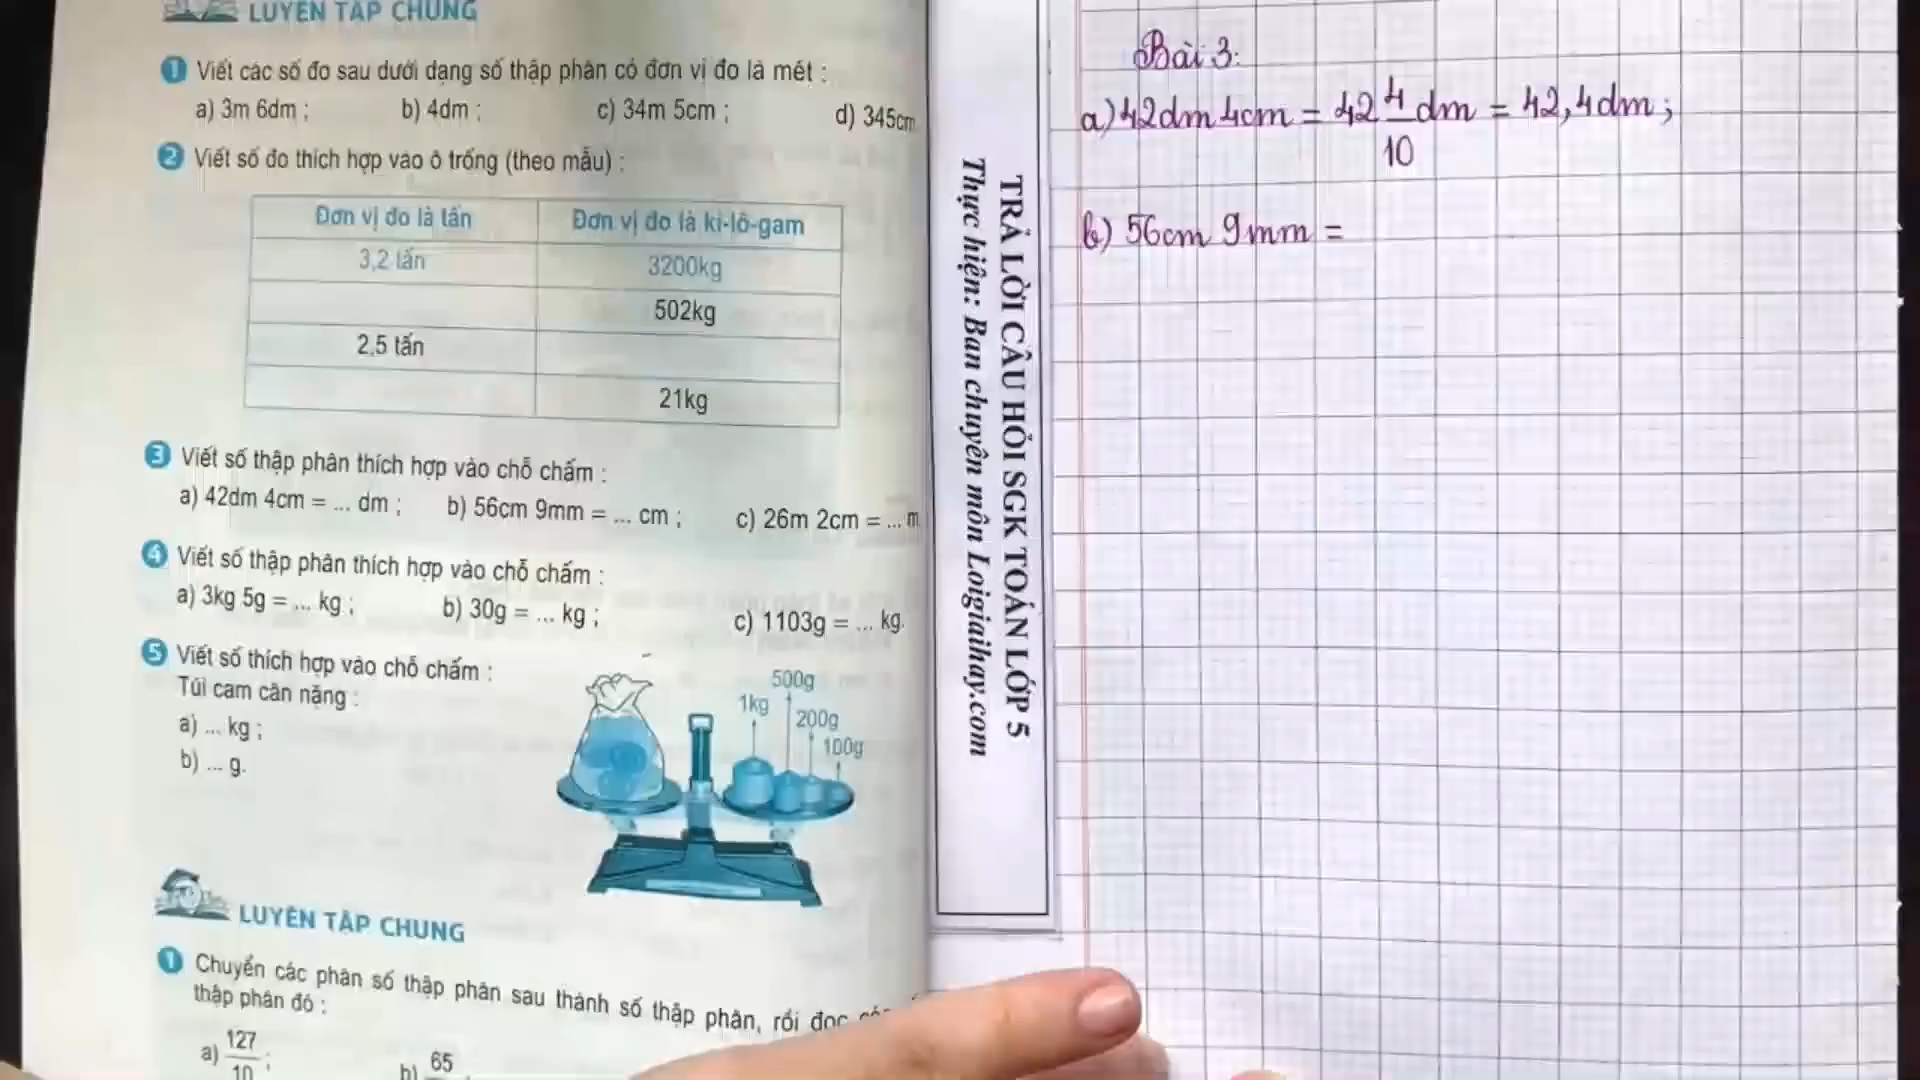 LUYỆN TẬP CHUNG
1 Viết các số đo sau dưới dạng số thập phân có đơn vị đo là mét :
a) 3m 6dm ; b) 4dm ; c) 34m 5cm ; d) 345cm
2 Viết số đo thích hợp vào ô trống (theo mẫu) :
Đơn vị đo là tấn Đơn vị đo là ki-lô-gam
3,2 tấn 3200kg
502kg
2,5 tấn
21kg
3 Viết số thập phân thích hợp vào chỗ chấm :
a) 42dm 4cm = ... dm ; b) 56cm 9mm = ... cm ; c) 26m 2cm = ... m
4 Viết số thập phân thích hợp vào chỗ chấm :
a) 3kg 5g = ... kg ; b) 30g = ... kg ; c) 1103g = ... kg.
5 Viết số thích hợp vào chỗ chấm :
Túi cam cân nặng :
a) ... kg ;
b) ... g.
500g
1kg
200g
100g
LUYỆN TẬP CHUNG
1 Chuyển các phân số thập phân sau thành số thập phân, rồi đọc
thập phân đó :
a) 127/10 ; b) 65
TRẢ LỜI CÂU HỎI SGK TOÁN LỚP 5
Thực hiện: Ban chuyên môn Loigiaihay.com
Bài 3:
a) 42dm 4cm = 42 4/10 dm = 42,4dm ;
b) 56cm 9mm =